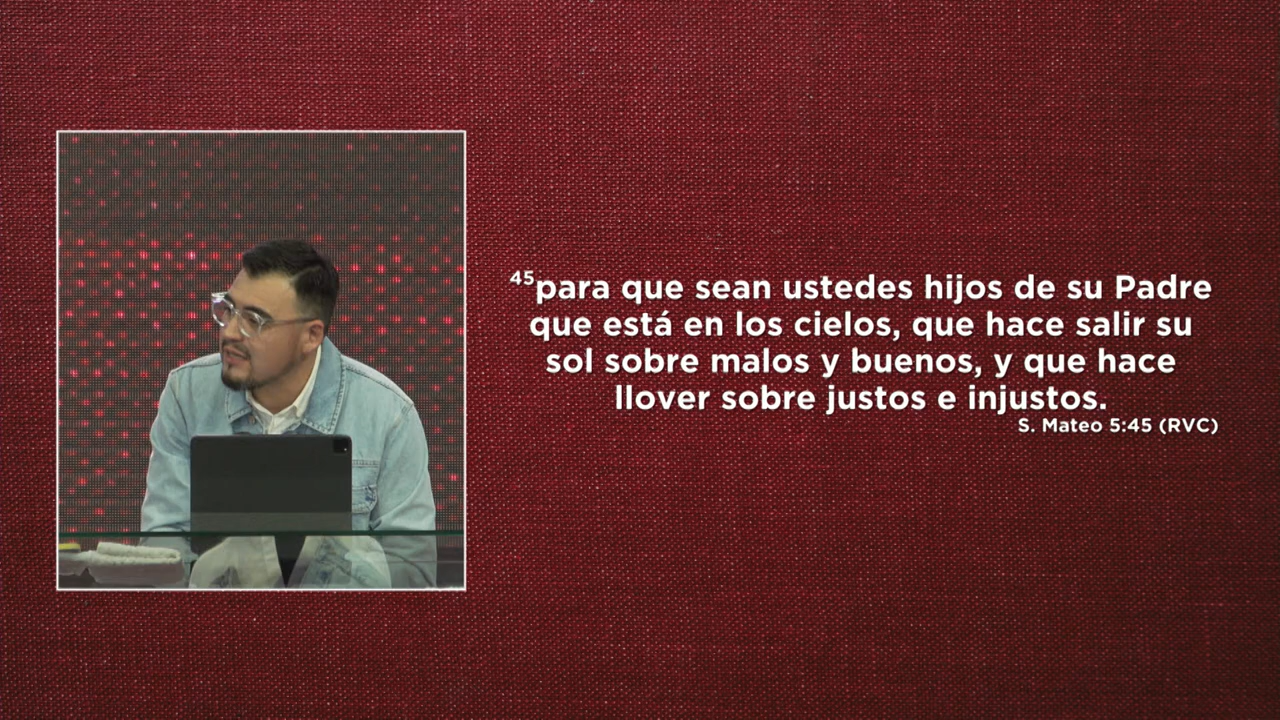 45para que sean ustedes hijos de su Padre
que está en los cielos, que hace salir su
sol sobre malos y buenos, y que hace
llover sobre justos e injustos.
S. Mateo 5:45 (RVC)